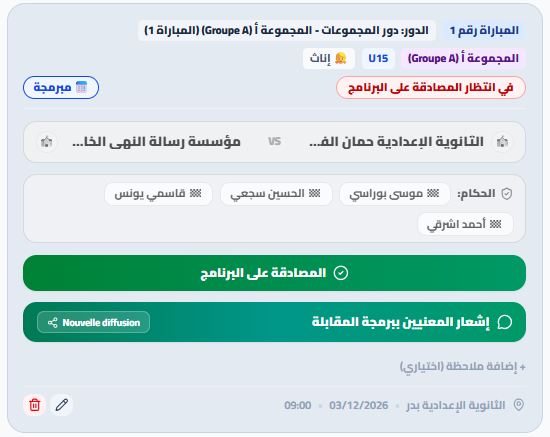 المباراة رقم 1
الدور: دور المجموعات - المجموعة أ (Groupe A) (المباراة 1)
المجموعة أ (Groupe A)
U15
إناث
في انتظار المصادقة على البرنامج
مبرمجة
الثانوية الإعدادية حمان الفـ...
VS
مؤسسة رسالة النهى الخا...
الحكام:
موسى بوراسي
الحسين سجعي
قاسمي يونس
أحمد اشرقي
المصادقة على البرنامج
إشعار المعنيين ببرمجة المقابلة
Nouvelle diffusion
+ إضافة ملاحظة (اختياري)
الثانوية الإعدادية بدر • 03/12/2026 • 09:00